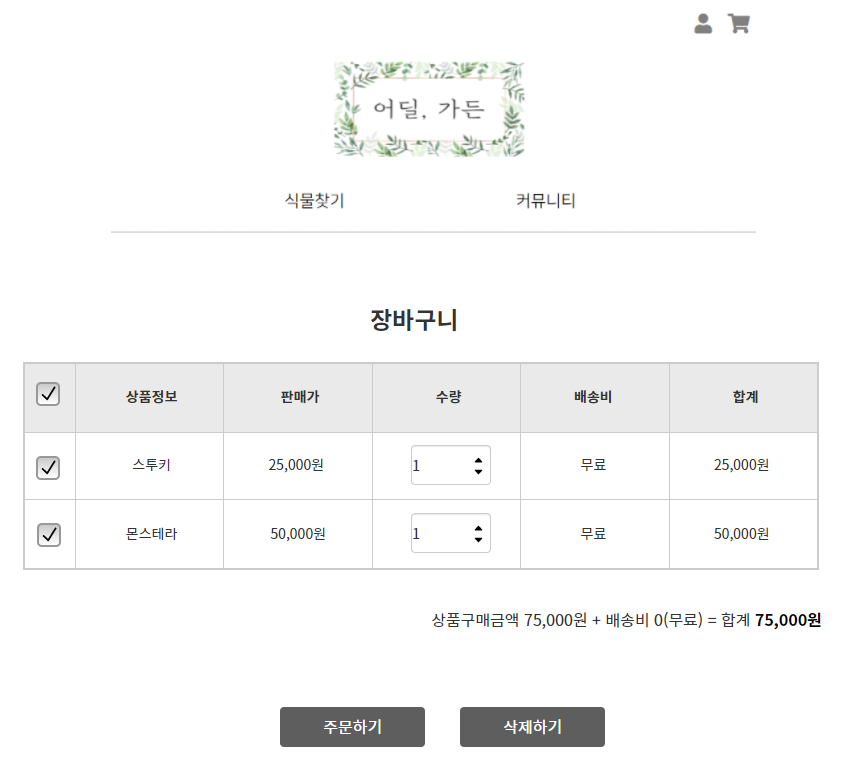 어딜, 가든
식물찾기 커뮤니티
장바구니
상품정보 판매가 수량 배송비 합계
스투키 25,000원 1 무료 25,000원
몬스테라 50,000원 1 무료 50,000원
상품구매금액 75,000원 + 배송비 0(무료) = 합계 75,000원
주문하기 삭제하기